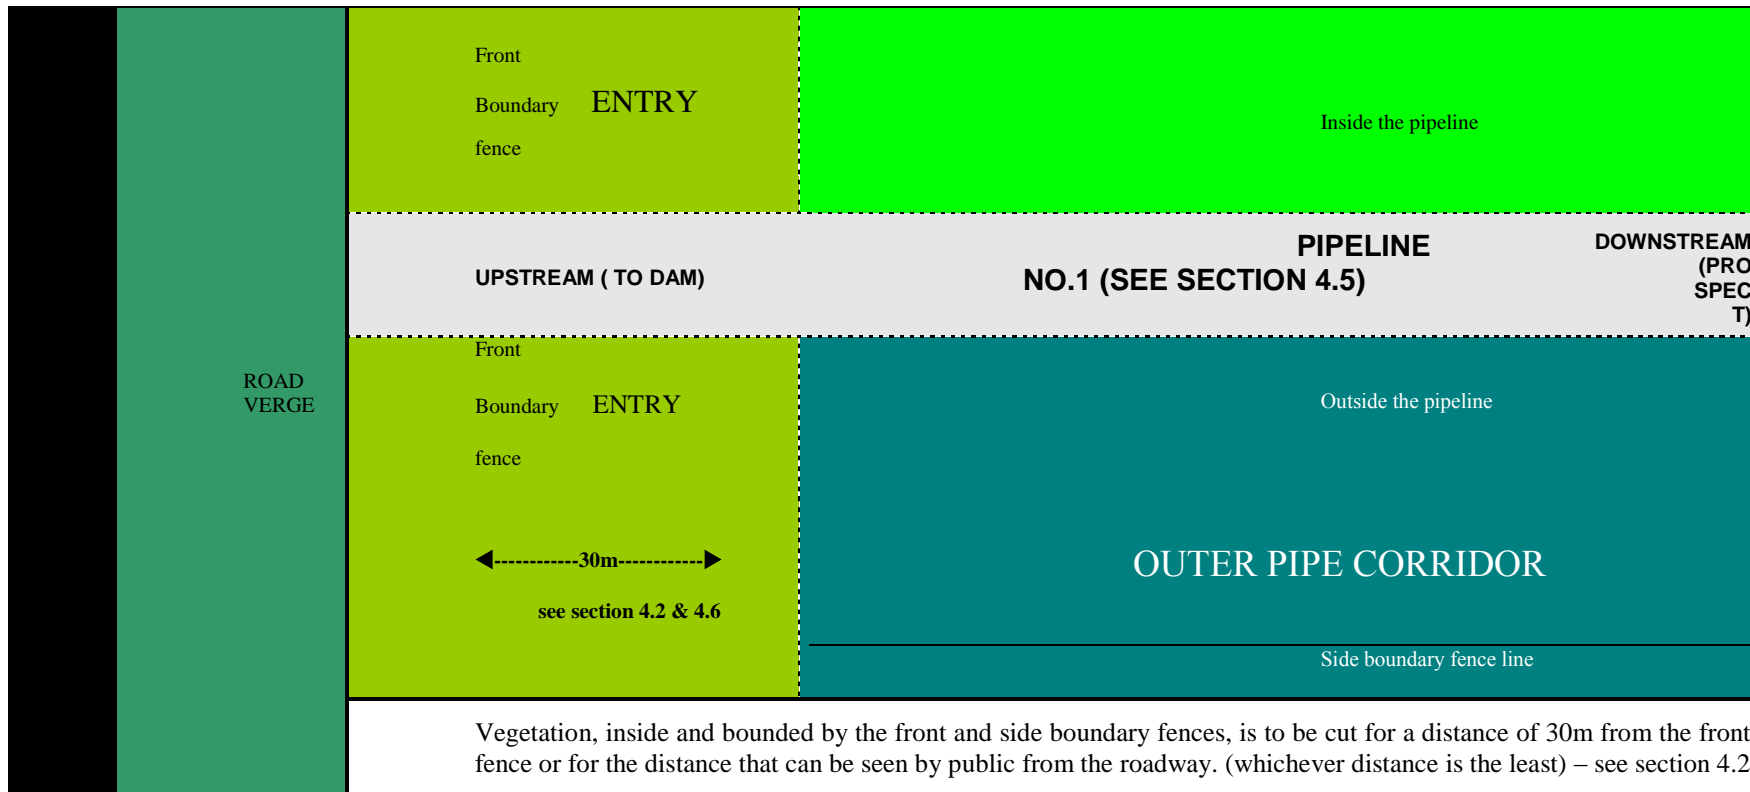 Front
Boundary ENTRY
fence
Inside the pipeline
UPSTREAM ( TO DAM)
PIPELINE
NO.1 (SEE SECTION 4.5)
DOWNSTREAM
(PRO
SPEC
T)
ROAD
VERGE
Front
Boundary ENTRY
fence
Outside the pipeline
------------30m------------
see section 4.2 & 4.6
OUTER PIPE CORRIDOR
Side boundary fence line
Vegetation, inside and bounded by the front and side boundary fences, is to be cut for a distance of 30m from the front
fence or for the distance that can be seen by public from the roadway. (whichever distance is the least) – see section 4.2